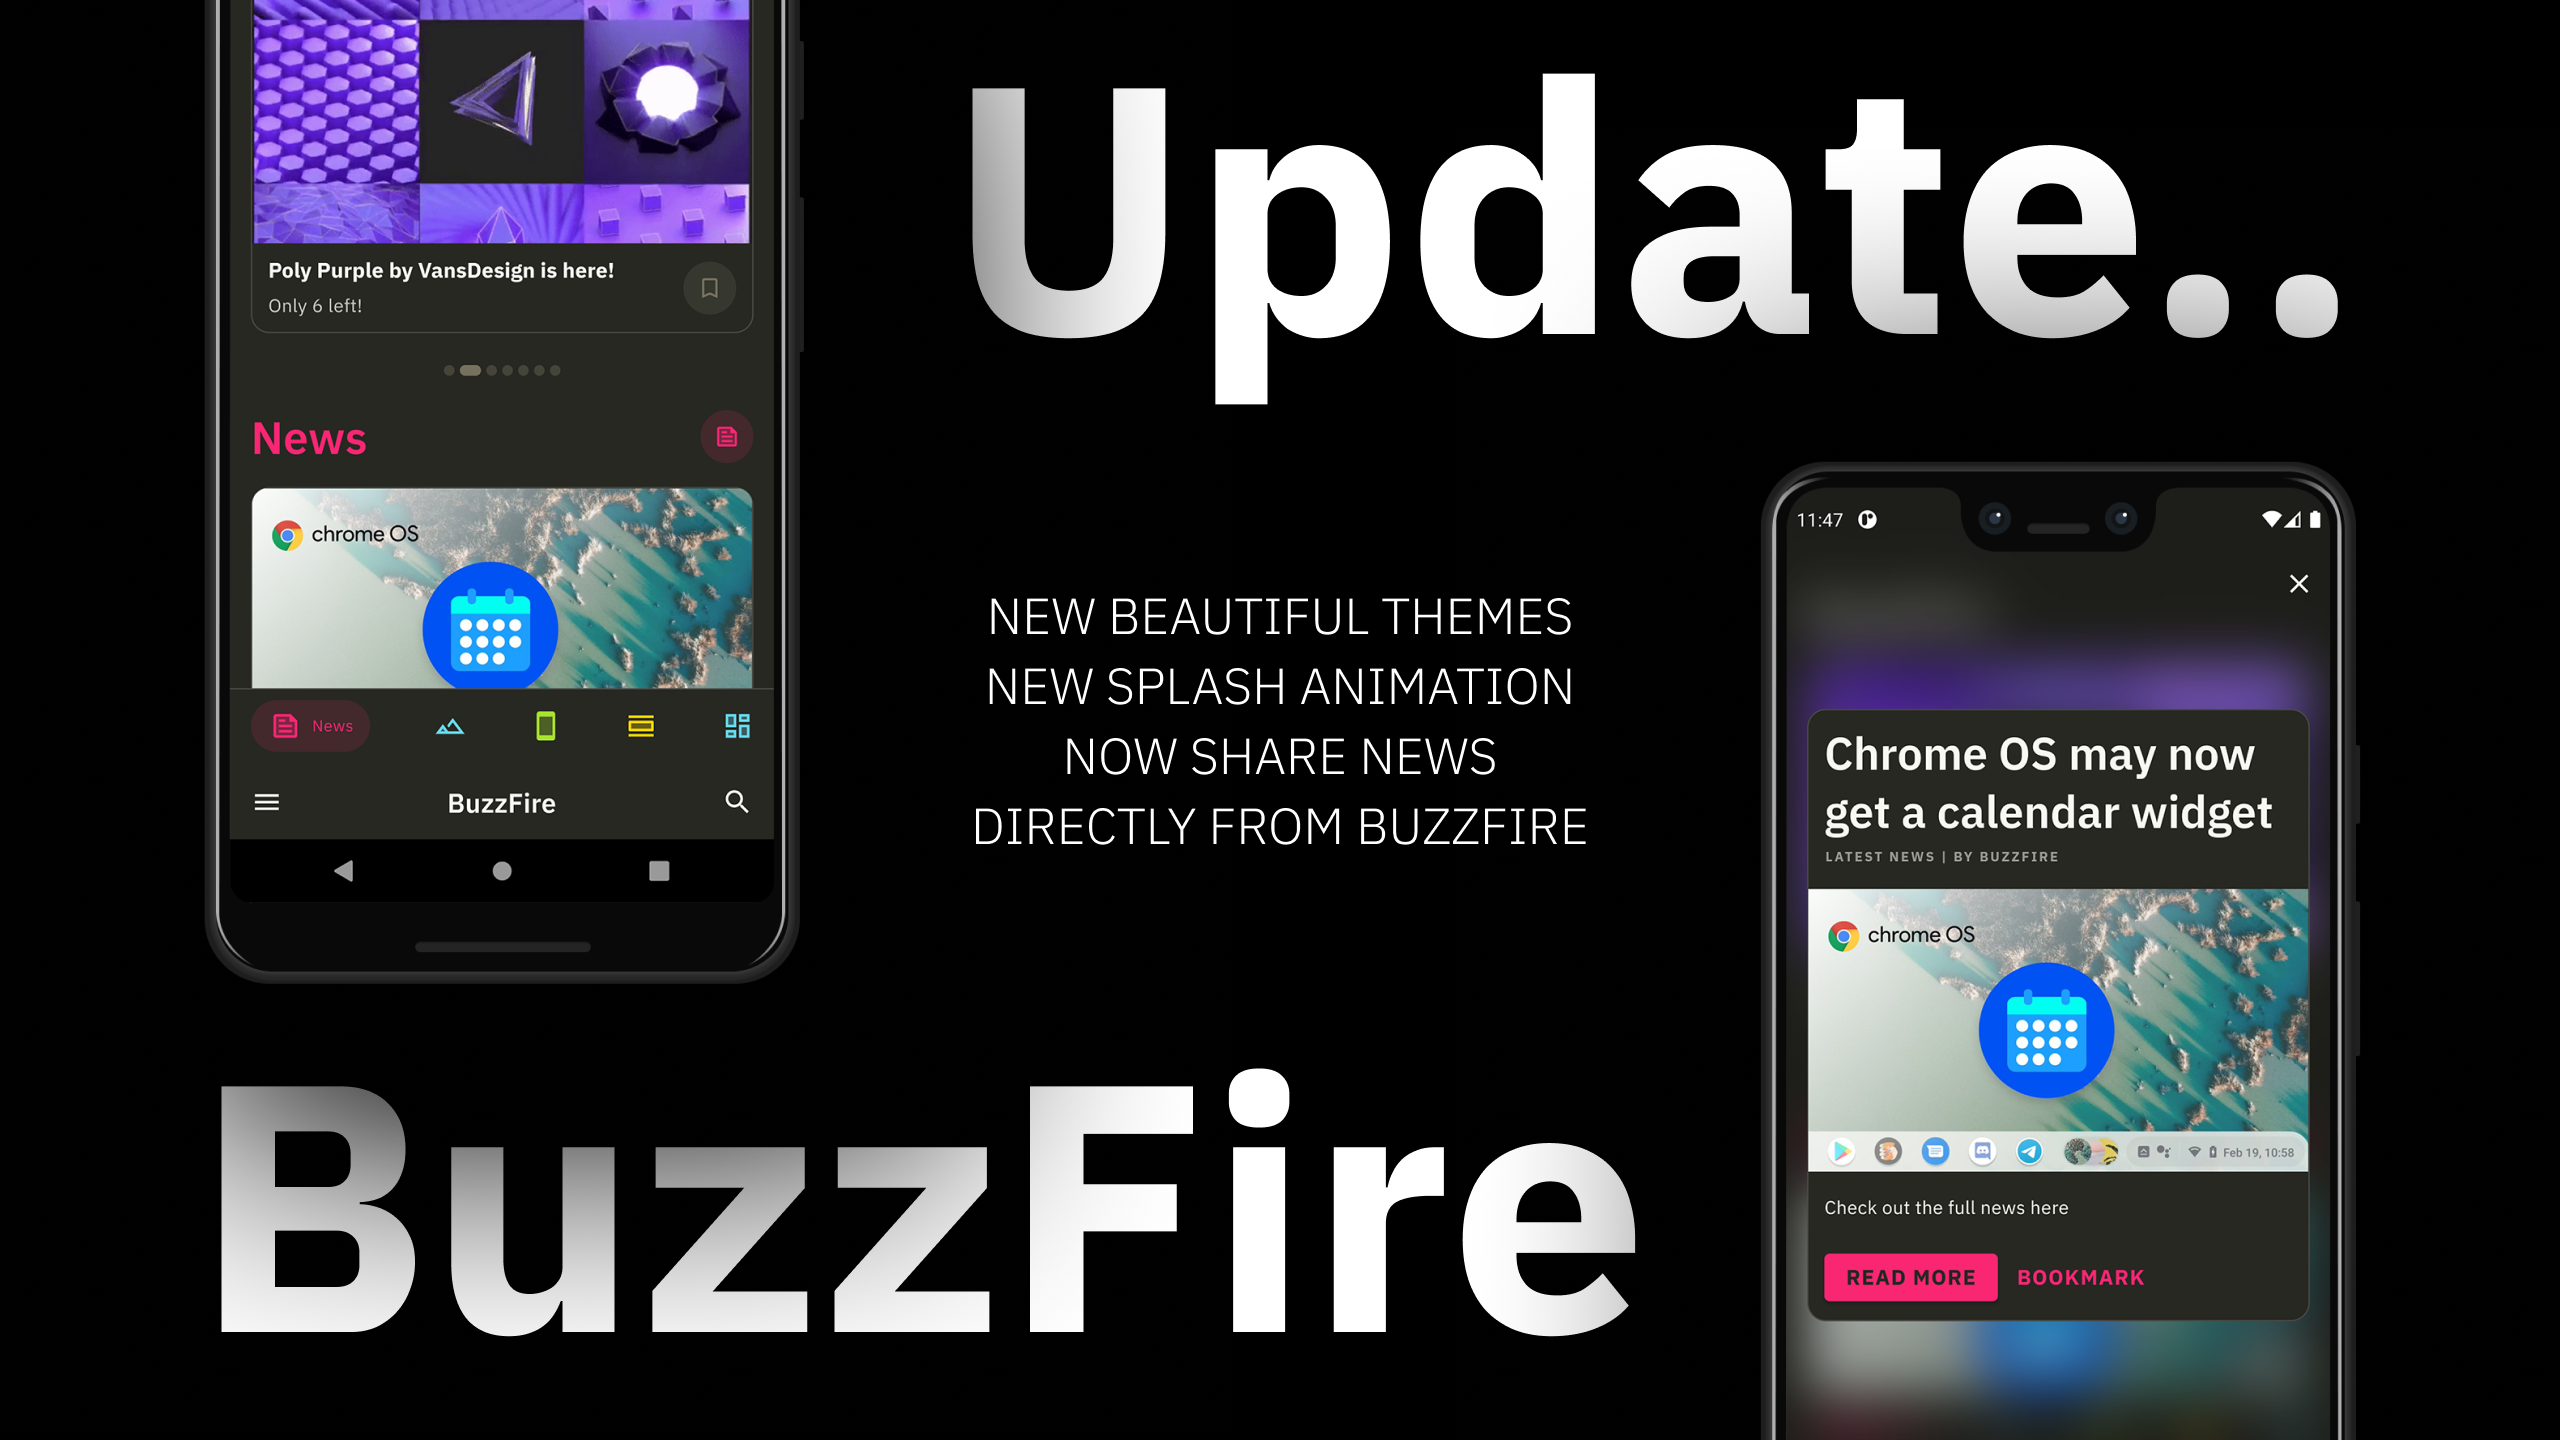 Update..
Poly Purple by VansDesign is here!
Only 6 left!
News
chrome OS
News
BuzzFire
NEW BEAUTIFUL THEMES
NEW SPLASH ANIMATION
NOW SHARE NEWS
DIRECTLY FROM BUZZFIRE
11:47
Chrome OS may now
get a calendar widget
LATEST NEWS | BY BUZZFIRE
chrome OS
Feb 19, 10:58
Check out the full news here
READ MORE
BOOKMARK
BuzzFire